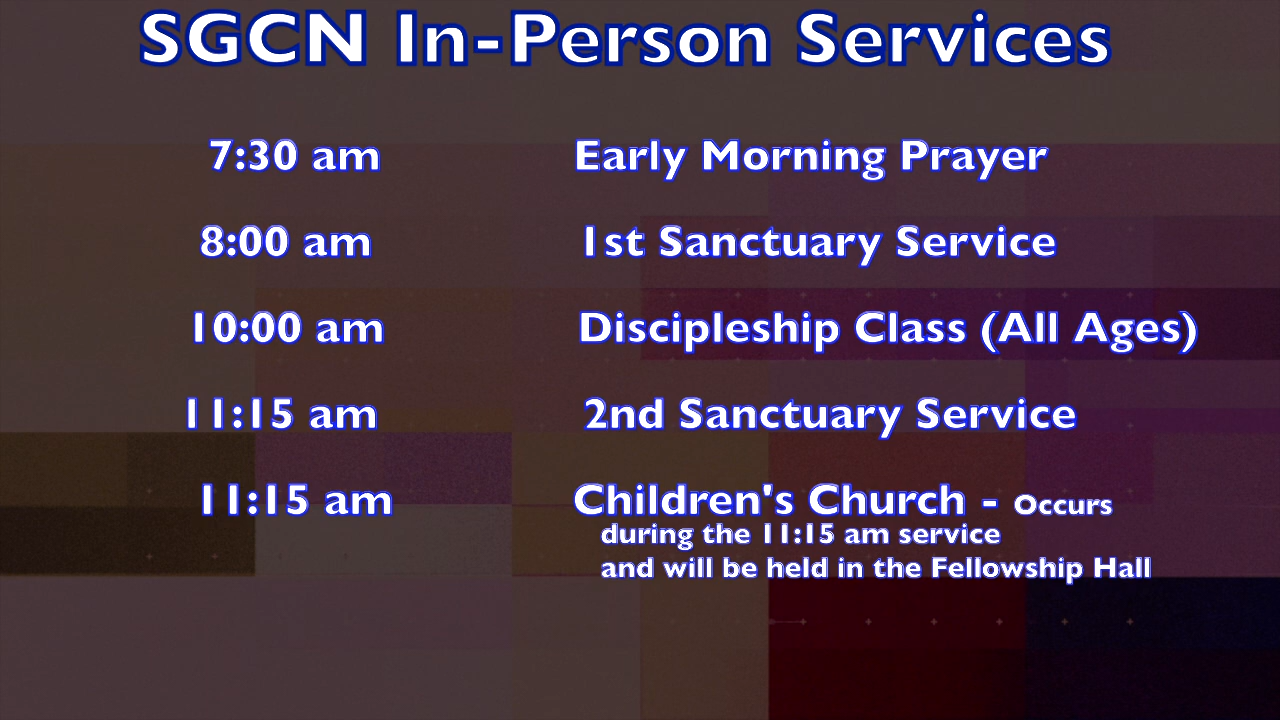 SGCN In-Person Services
7:30 am Early Morning Prayer
8:00 am 1st Sanctuary Service
10:00 am Discipleship Class (All Ages)
11:15 am 2nd Sanctuary Service
11:15 am Children's Church - Occurs
during the 11:15 am service
and will be held in the Fellowship Hall